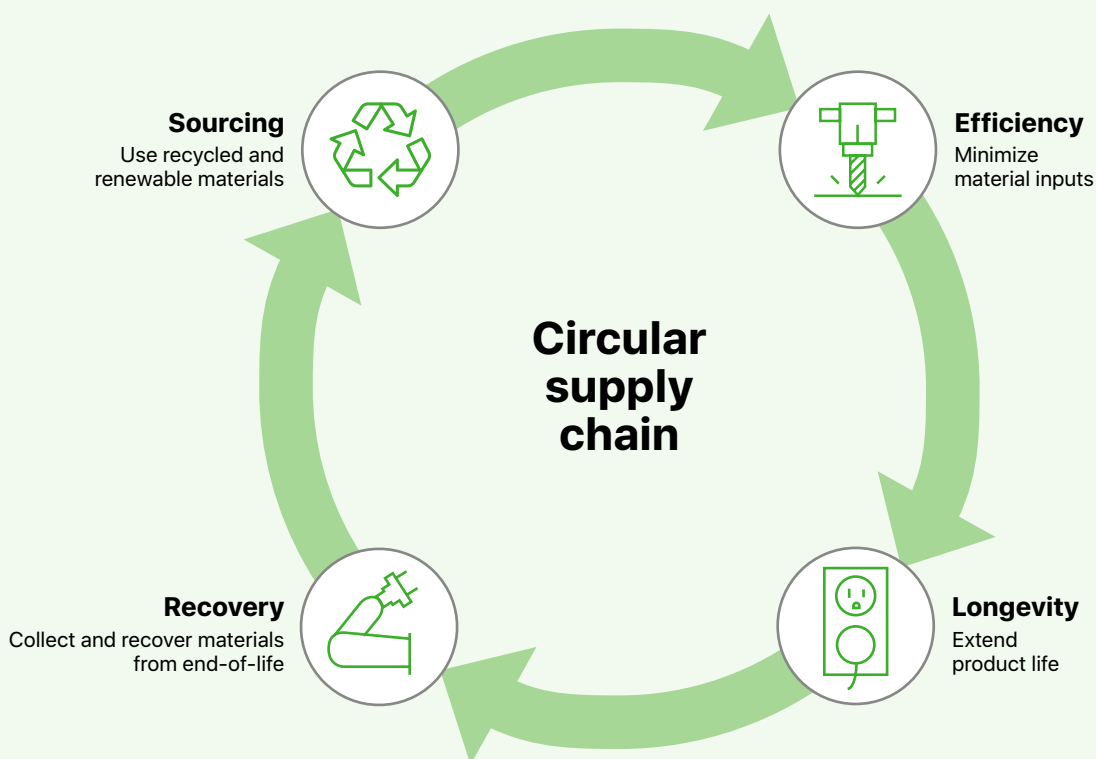 Sourcing
Use recycled and
renewable materials
Efficiency
Minimize
material inputs
Circular
supply
chain
Recovery
Collect and recover materials
from end-of-life
Longevity
Extend
product life